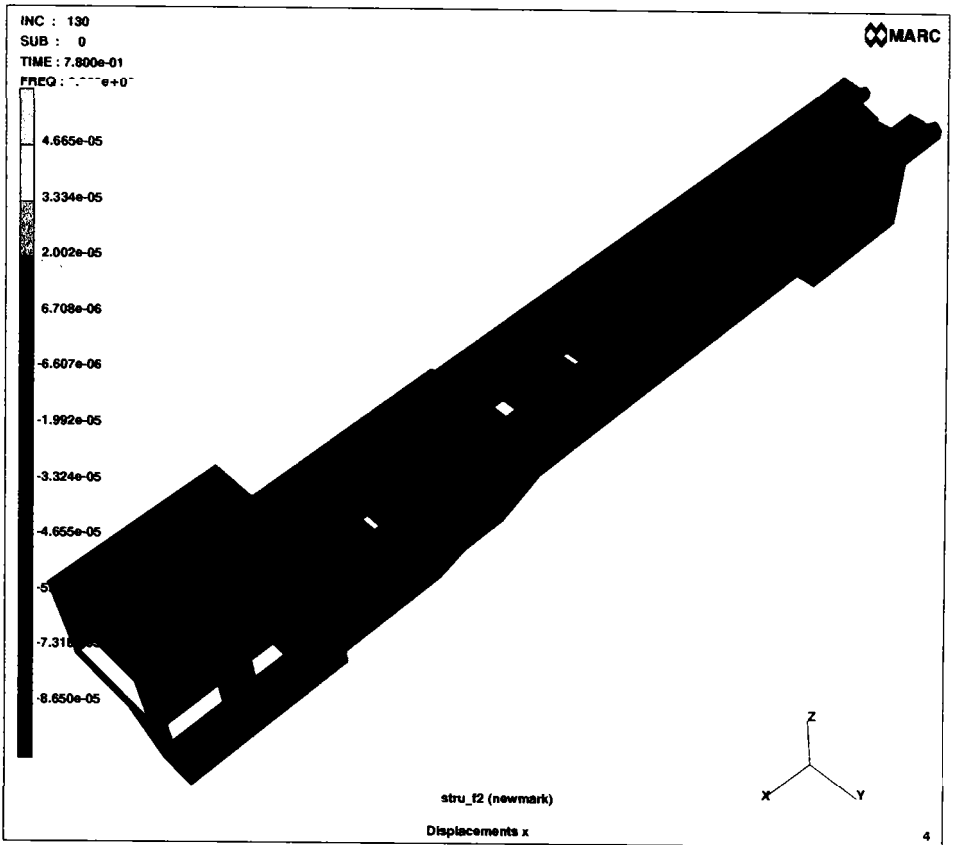 INC : 130
SUB : 0
TIME : 7.800e-01
FREQ :
MARC
4.665e-05
3.334e-05
2.002e-05
6.708e-06
-6.607e-06
-1.992e-05
-3.324e-05
-4.655e-05
-8.650e-05
Z
X
Y
stru_f2 (newmark)
Displacements x
4